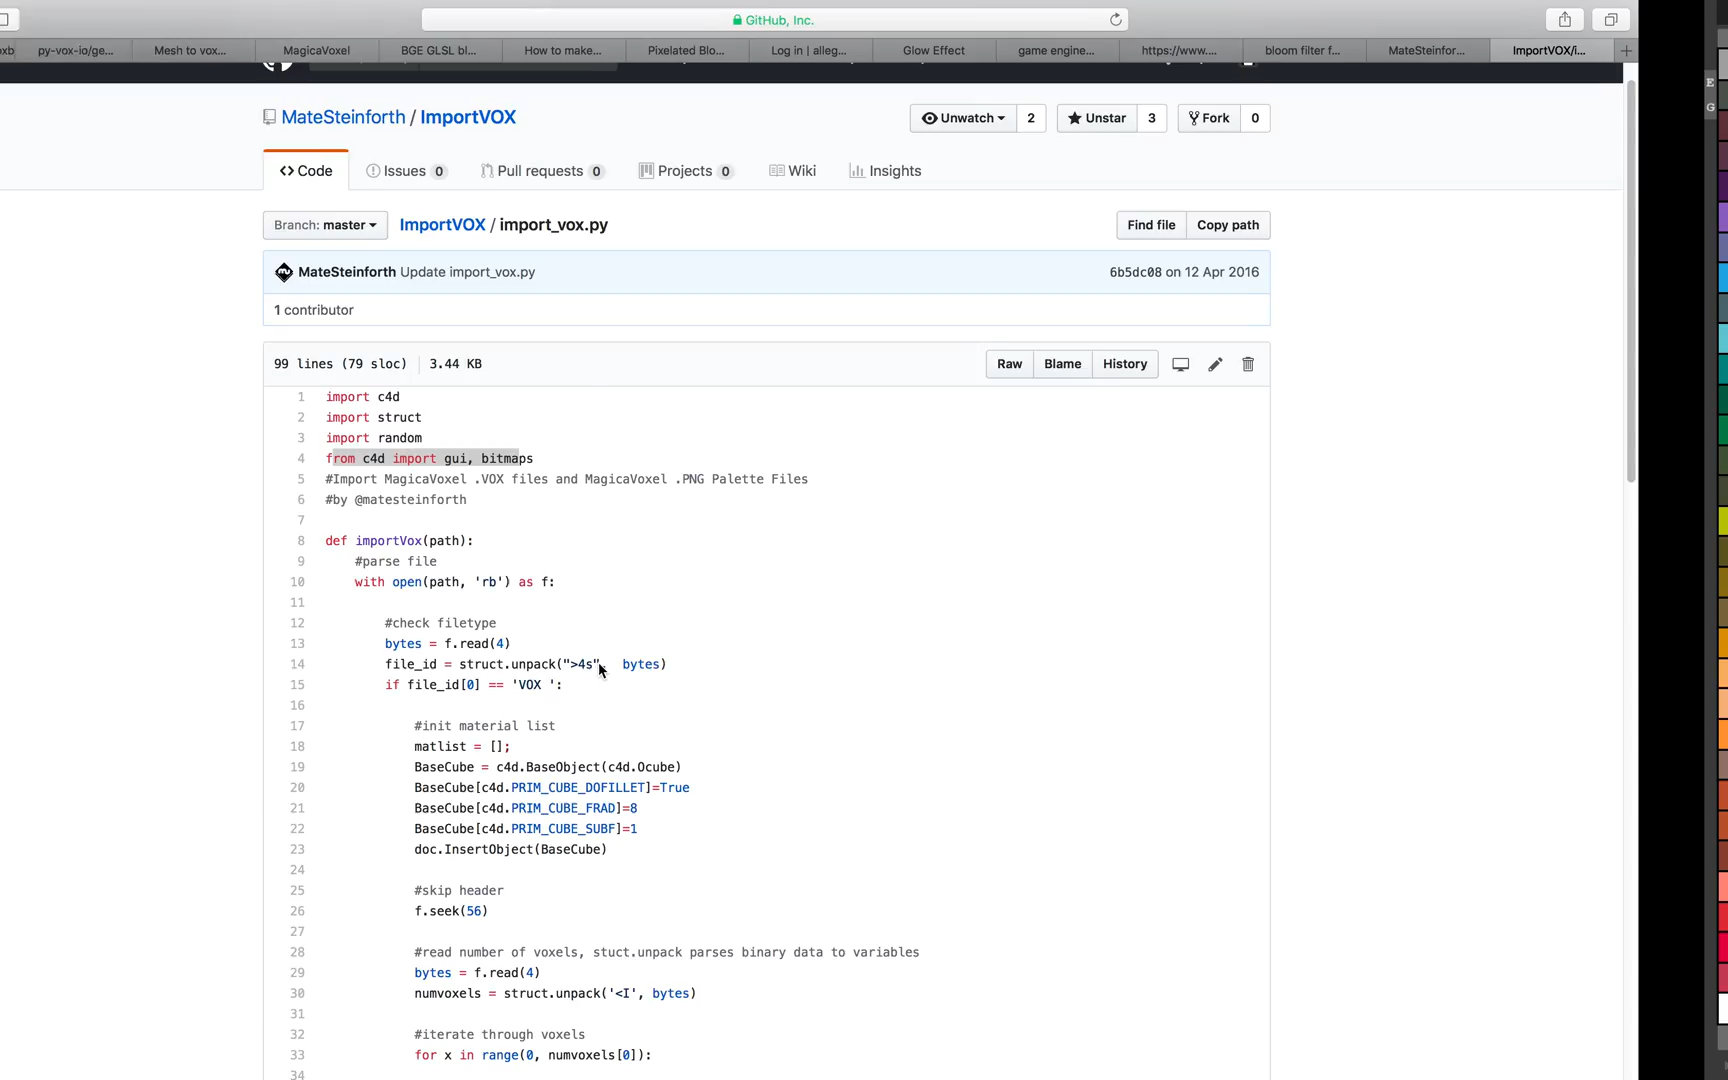 GitHub, Inc.
oxb
py-vox-io/ge...
Mesh to vox...
MagicaVoxel
BGE GLSL bl...
How to make...
Pixelated Blo...
Log in | alleg...
Glow Effect
game engine...
https://www....
bloom filter f...
MateSteinfor...
ImportVOX/i...
MateSteinforth / ImportVOX
Unwatch 2
Unstar 3
Fork 0
<> Code
Issues 0
Pull requests 0
Projects 0
Wiki
Insights
Branch: master
ImportVOX / import_vox.py
Find file
Copy path
MateSteinforth Update import_vox.py
6b5dc08 on 12 Apr 2016
1 contributor
99 lines (79 sloc)
3.44 KB
Raw
Blame
History
1 import c4d
2 import struct
3 import random
4 from c4d import gui, bitmaps
5 #Import MagicaVoxel .VOX files and MagicaVoxel .PNG Palette Files
6 #by @matesteinforth
7
8 def importVox(path):
9 #parse file
10 with open(path, 'rb') as f:
11
12 #check filetype
13 bytes = f.read(4)
14 file_id = struct.unpack(">4s" bytes)
15 if file_id[0] == 'VOX ':
16
17 #init material list
18 matlist = [];
19 BaseCube = c4d.BaseObject(c4d.Ocube)
20 BaseCube[c4d.PRIM_CUBE_DOFILLET]=True
21 BaseCube[c4d.PRIM_CUBE_FRAD]=8
22 BaseCube[c4d.PRIM_CUBE_SUBF]=1
23 doc.InsertObject(BaseCube)
24
25 #skip header
26 f.seek(56)
27
28 #read number of voxels, stuct.unpack parses binary data to variables
29 bytes = f.read(4)
30 numvoxels = struct.unpack('<I', bytes)
31
32 #iterate through voxels
33 for x in range(0, numvoxels[0]):
34
E
G